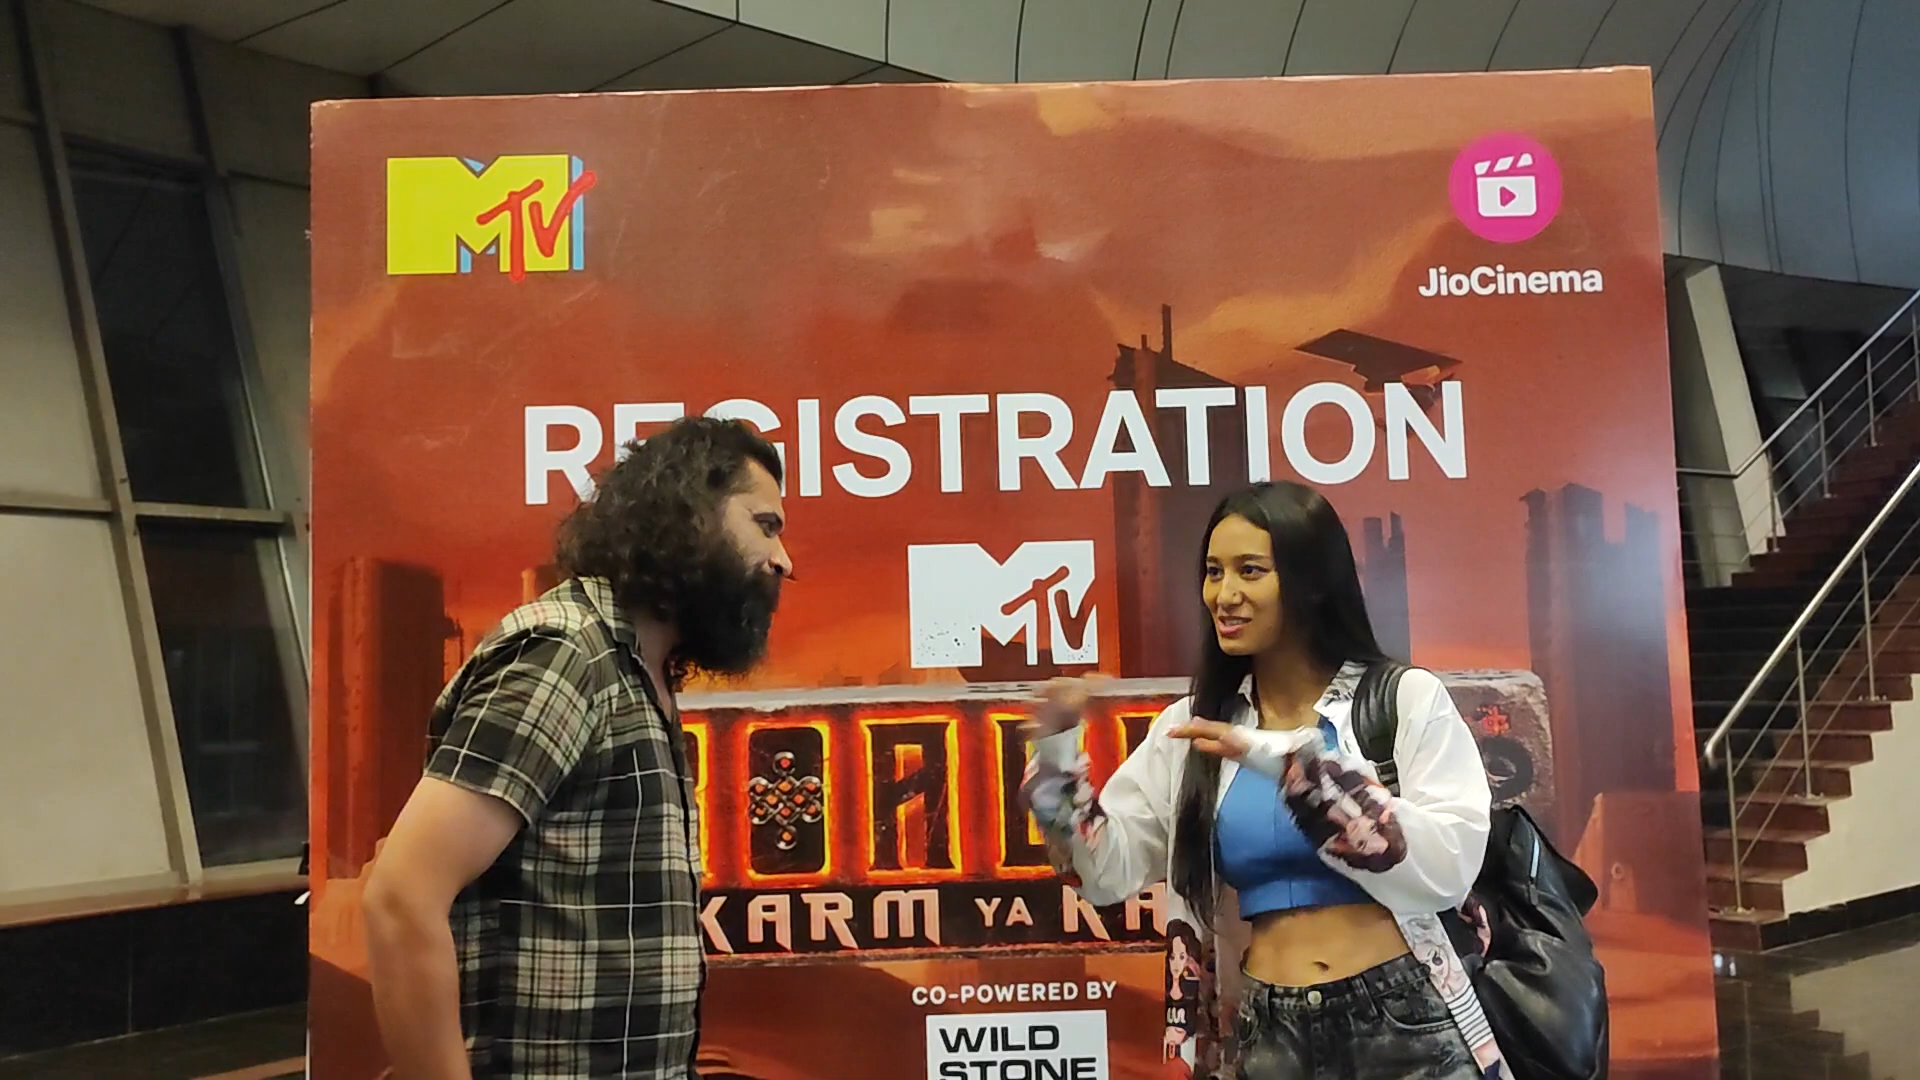 MTV
JioCinema
REGISTRATION
MTV
KARM YA
CO-POWERED BY
WILD
STONE